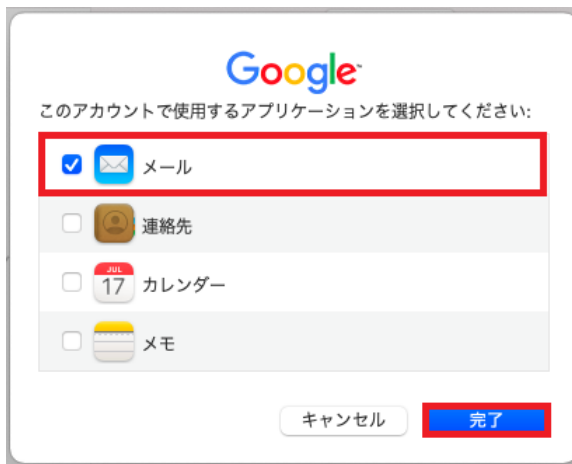 Google
このアカウントで使用するアプリケーションを選択してください:
メール
連絡先
JUL
17
カレンダー
メモ
キャンセル
完了